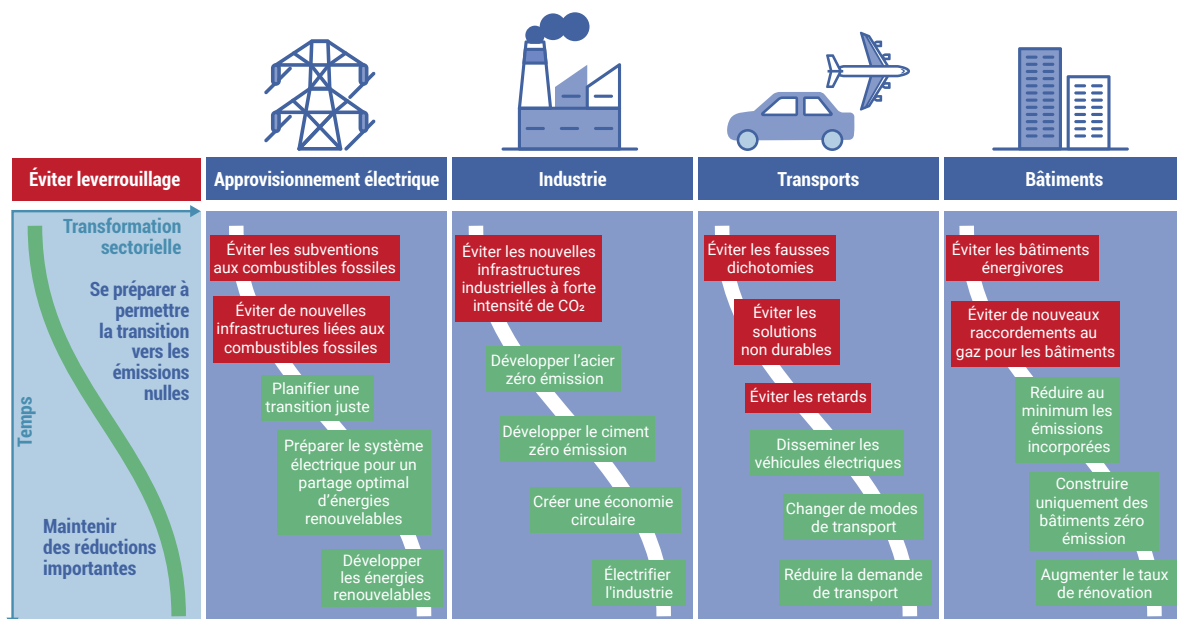 Éviter leverrouillage
Approvisionnement électrique
Industrie
Transports
Bâtiments
Transformation
sectorielle
Se préparer à
permettre
la transition
vers les
émissions
nulles
Temps
Maintenir
des réductions
importantes
Éviter les subventions
aux combustibles fossiles
Éviter de nouvelles
infrastructures liées aux
combustibles fossiles
Planifier une
transition juste
Préparer le système
électrique pour un
partage optimal
d'énergies
renouvelables
Développer
les énergies
renouvelables
Éviter les nouvelles
infrastructures
industrielles à forte
intensité de CO₂
Développer l'acier
zéro émission
Développer le ciment
zéro émission
Créer une économie
circulaire
Électrifier
l'industrie
Éviter les fausses
dichotomies
Éviter les
solutions
non durables
Éviter les retards
Disseminer les
véhicules électriques
Changer de modes
de transport
Réduire la demande
de transport
Éviter les bâtiments
énergivores
Éviter de nouveaux
raccordements au
gaz pour les bâtiments
Réduire au
minimum les
émissions
incorporées
Construire
uniquement des
bâtiments zéro
émission
Augmenter le taux
de rénovation